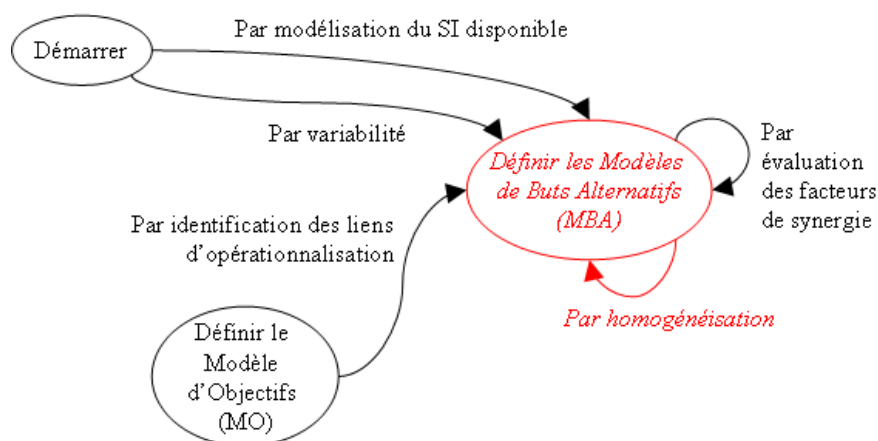 Par modélisation du SI disponible
Démarrer
Par variabilité
Définir les Modèles
de Buts Alternatifs
(MBA)
Par
évaluation
des facteurs
de synergie
Par identification des liens
d'opérationnalisation
Par homogénéisation
Définir le
Modèle
d'Objectifs
(MO)